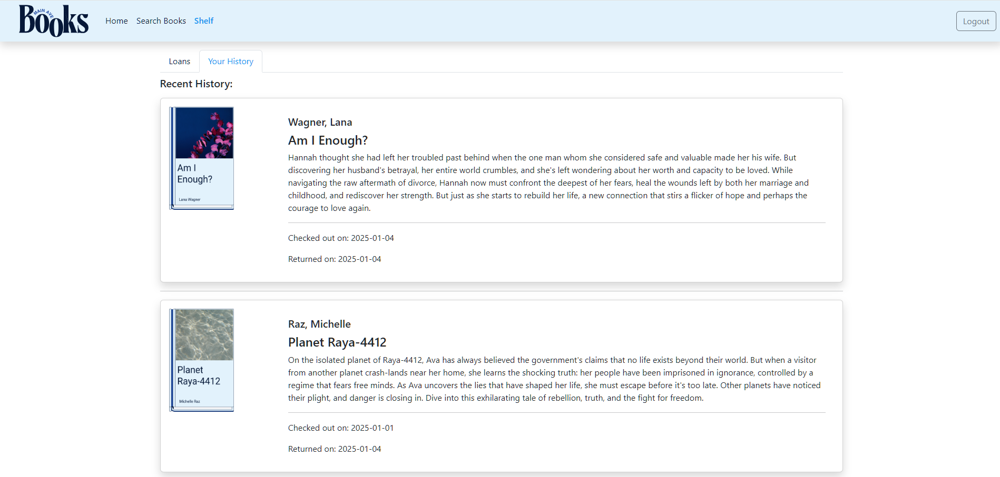 MAIN AVE
Books
Home Search Books Shelf
Logout
Loans Your History
Recent History:
Am I
Enough?
Lana Wagner
Wagner, Lana
Am I Enough?
Hannah thought she had left her troubled past behind when the one man whom she considered safe and valuable made her his wife. But
discovering her husband's betrayal, her entire world crumbles, and she's left wondering about her worth and capacity to be loved. While
navigating the raw aftermath of divorce, Hannah now must confront the deepest of her fears, heal the wounds left by both her marriage and
childhood, and rediscover her strength. But just as she starts to rebuild her life, a new connection that stirs a flicker of hope and perhaps the
courage to love again.
Checked out on: 2025-01-04
Returned on: 2025-01-04
Planet
Raya-4412
Michelle Raz
Raz, Michelle
Planet Raya-4412
On the isolated planet of Raya-4412, Ava has always believed the government's claims that no life exists beyond their world. But when a visitor
from another planet crash-lands near her home, she learns the shocking truth: her people have been imprisoned in ignorance, controlled by a
regime that fears free minds. As Ava uncovers the lies that have shaped her life, she must escape before it's too late. Other planets have noticed
their plight, and danger is closing in. Dive into this exhilarating tale of rebellion, truth, and the fight for freedom.
Checked out on: 2025-01-01
Returned on: 2025-01-04